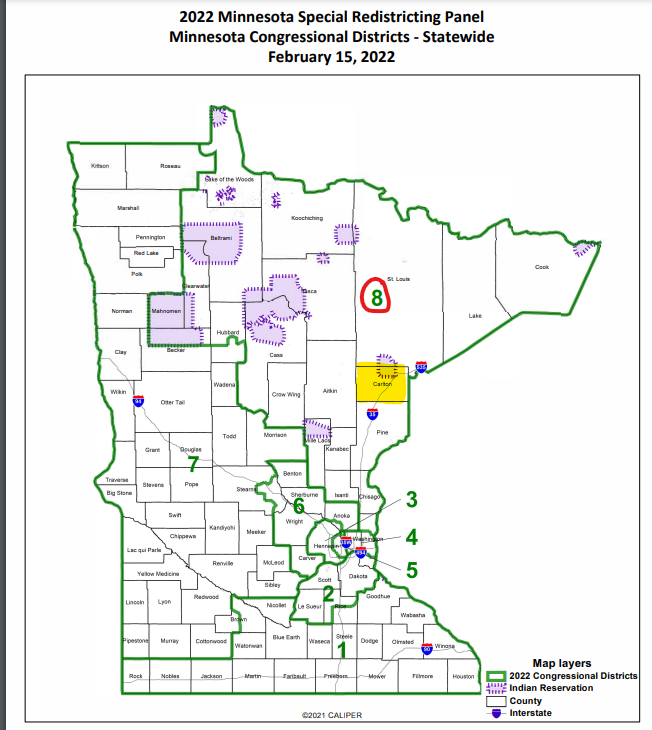 2022 Minnesota Special Redistricting Panel
Minnesota Congressional Districts - Statewide
February 15, 2022
Kittson
Roseau
Lake of the Woods
Marshall
Koochiching
Pennington
Beltrami
Red Lake
Polk
Cook
St. Louis
Clearwater
Itasca
8
Norman
Mahnomen
Lake
Hubbard
Clay
Becker
Cass
Wadena
Carlton
535
Wilkin
Otter Tail
94
Crow Wing
Aitkin
35
Todd
Morrison
Pine
Mille Lacs
Kanabec
Grant
Douglas
7
Benton
Traverse
Big Stone
Stevens
Pope
Stearns
Sherburne
Isanti
Chisago
3
6
Swift
Anoka
Wright
Kandiyohi
Meeker
Chippewa
Hennepin
Washington
4
Lac qui Parle
Carver
Renville
McLeod
5
Yellow Medicine
Scott
Dakota
Sibley
2
Redwood
Goodhue
Lincoln
Lyon
Nicollet
Le Sueur
Rice
Wabasha
Brown
Pipestone
Murray
Cottonwood
Watonwan
Blue Earth
Waseca
Steele
Dodge
Olmsted
Winona
90
1
Rock
Nobles
Jackson
Martin
Faribault
Freeborn
Mower
Fillmore
Houston
Map layers
2022 Congressional Districts
Indian Reservation
County
Interstate
©2021 CALIPER